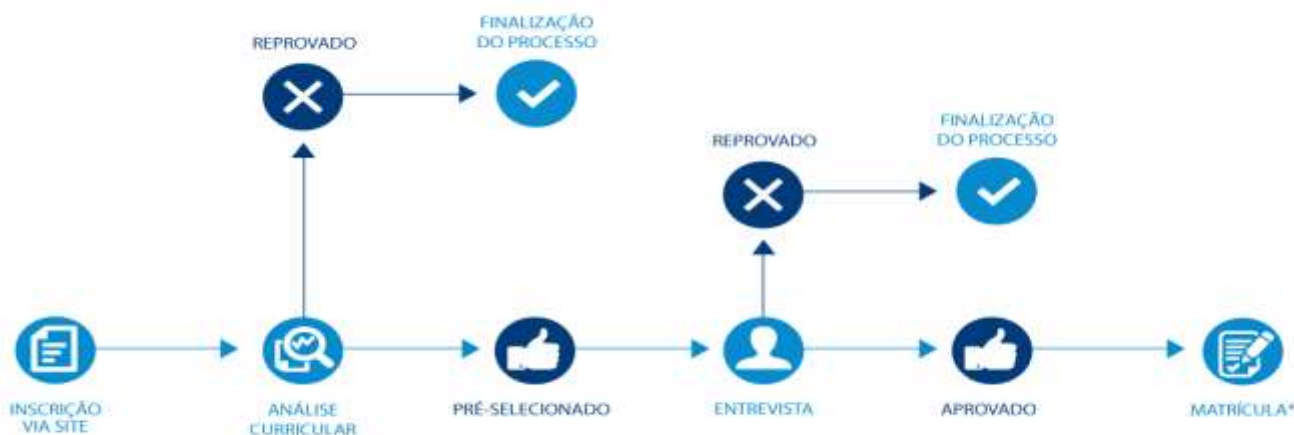 FINALIZAÇÃO
DO PROCESSO
REPROVADO
FINALIZAÇÃO
DO PROCESSO
REPROVADO
INSCRIÇÃO
VIA SITE
ANÁLISE
CURRICULAR
PRÉ-SELECIONADO
ENTREVISTA
APROVADO
MATRÍCULA*